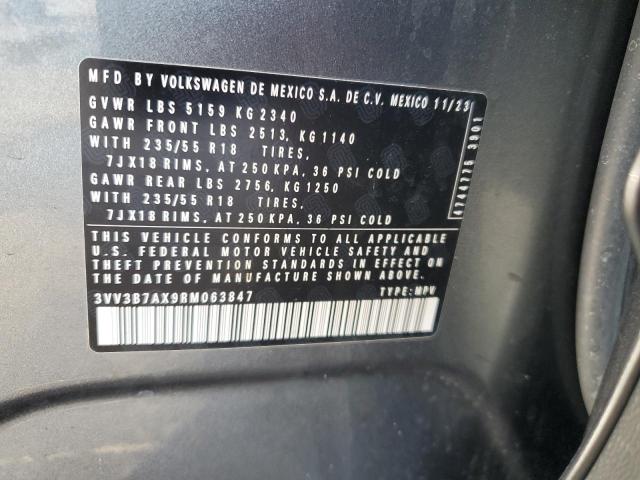 MFD BY VOLKSWAGEN DE MEXICO S.A. DE C.V. MEXICO 11/23
GVWR LBS 5159 KG 2340
GAWR FRONT LBS 2513, KG 1140
WITH 235/55 R18 TIRES,
7JX18 RIMS, AT 250 KPA, 36 PSI COLD
GAWR REAR LBS 2756, KG 1250
WITH 235/55 R18 TIRES,
7JX18 RIMS, AT 250 KPA, 36 PSI COLD
THIS VEHICLE CONFORMS TO ALL APPLICABLE
U.S. FEDERAL MOTOR VEHICLE SAFETY AND
THEFT PREVENTION STANDARDS IN EFFECT ON
THE DATE OF MANUFACTURE SHOWN ABOVE.
3VV3B7AX9RM063847 TYPE: MPV
4744775 3901